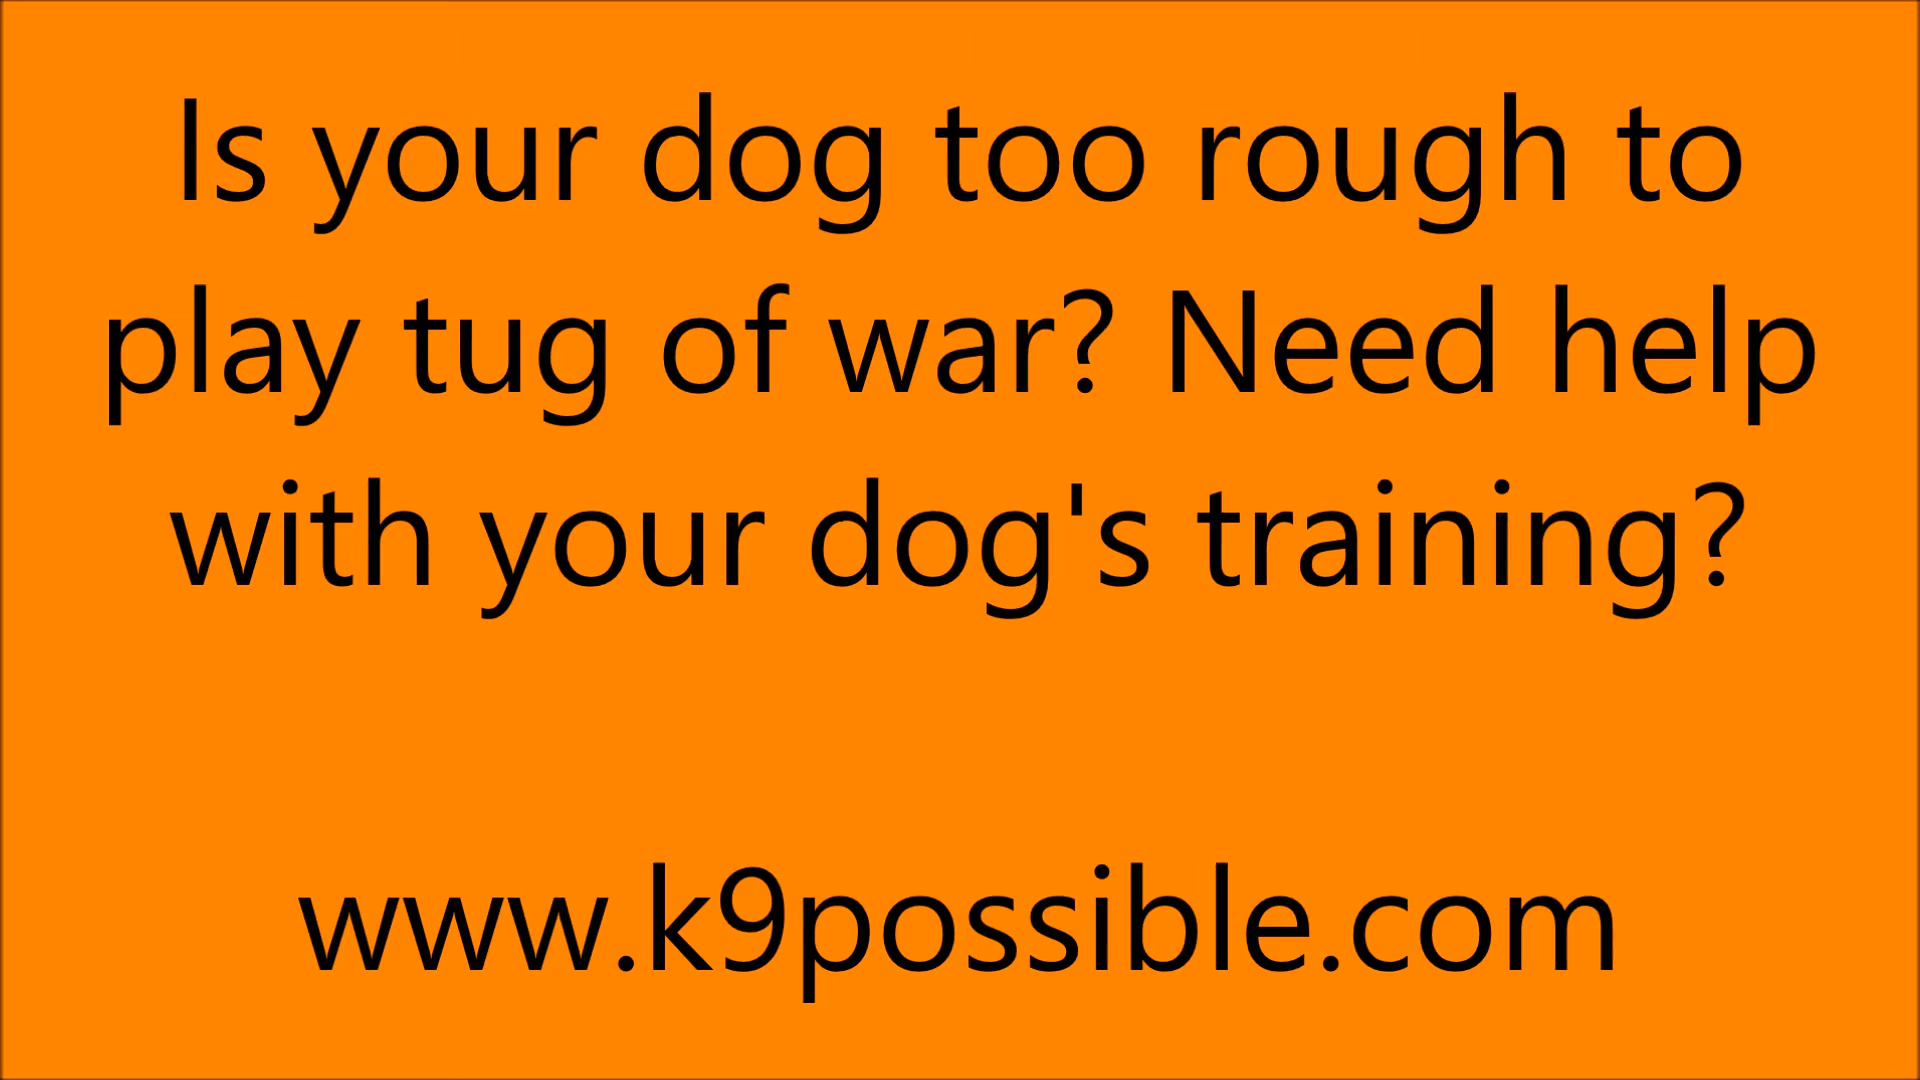 Is your dog too rough to
play tug of war? Need help
with your dog's training?
www.k9possible.com